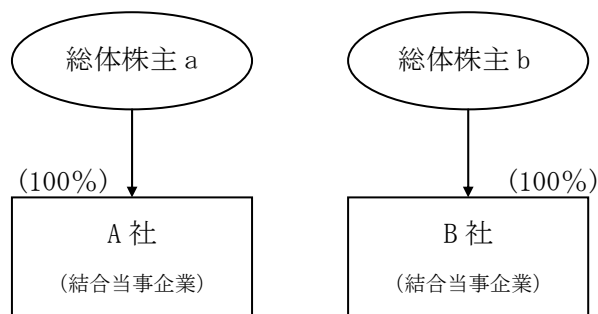 総体株主 a
総体株主 b
(100%)
(100%)
A 社
B 社
(結合当事企業)
(結合当事企業)